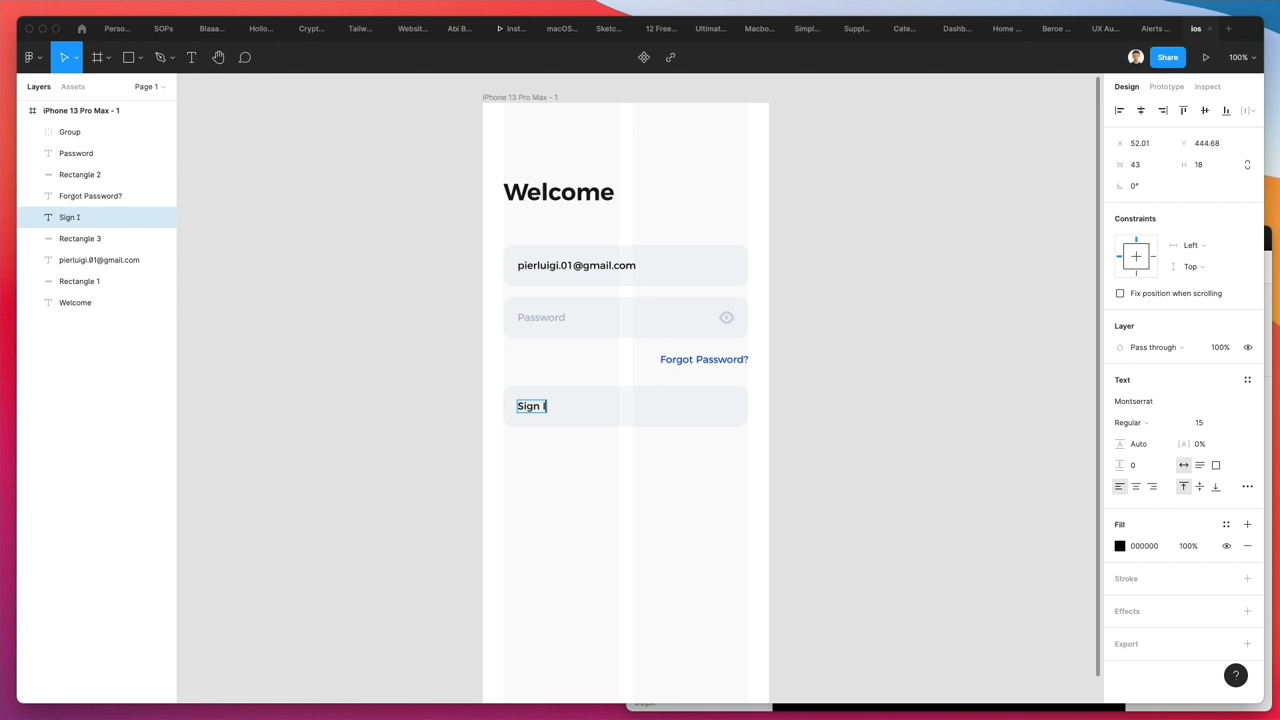 Perso... SOPs Biaaa... Hollo... Crypt... Tailw... Websit... Abi B... Inst... macOS... Sketc... 12 Free... Ultimat... Macbo... Simpl... Suppl... Cate... Dashb... Home ... Beroe ... UX Au... Alerts ... ios
Share 100%
Layers Assets Page 1
iPhone 13 Pro Max - 1
Group
Password
Rectangle 2
Forgot Password?
Sign I
Rectangle 3
pierluigi.01@gmail.com
Rectangle 1
Welcome
iPhone 13 Pro Max - 1
Welcome
pierluigi.01@gmail.com
Password
Forgot Password?
Sign I
Design Prototype Inspect
X 52.01 Y 444.68
W 43 H 18
0°
Constraints
Left
Top
Fix position when scrolling
Layer
Pass through 100%
Text
Montserrat
Regular 15
Auto 0%
0
Fill
000000 100%
Stroke
Effects
Export
?